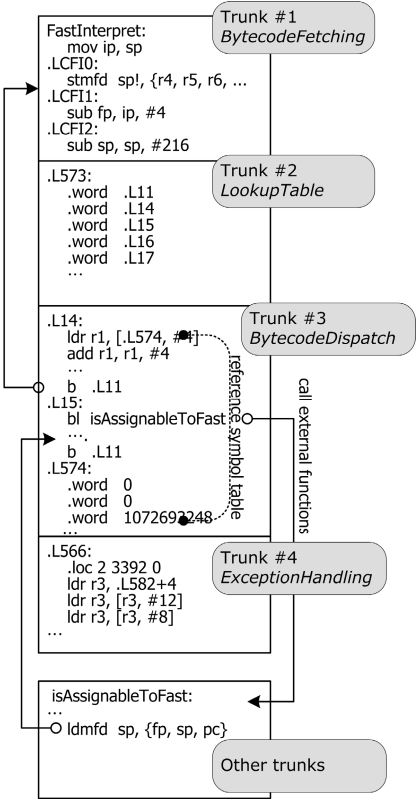 Trunk #1
BytecodeFetching
FastInterpret:
mov ip, sp
.LCFI0:
stmfd sp!, {r4, r5, r6, ...
.LCFI1:
sub fp, ip, #4
.LCFI2:
sub sp, sp, #216
Trunk #2
LookupTable
.L573:
.word .L11
.word .L14
.word .L15
.word .L16
.word .L17
...
Trunk #3
BytecodeDispatch
.L14:
ldr r1, [.L574, #4]
add r1, r1, #4
...
b .L11
.L15:
bl isAssignableToFast
....
b .L11
.L574:
.word 0
.word 0
.word 1072693248
...
reference symbol table
call external functions
Trunk #4
ExceptionHandling
.L566:
.loc 2 3392 0
ldr r3, .L582+4
ldr r3, [r3, #12]
ldr r3, [r3, #8]
...
isAssignableToFast:
...
ldmfd sp, {fp, sp, pc}
Other trunks